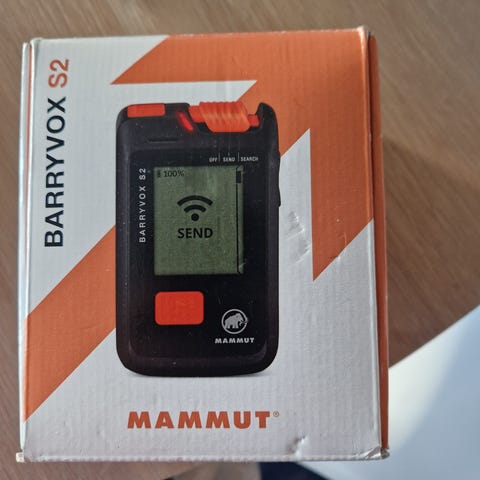 BARRYVOX S2
OFF | SEND | SEARCH
100%
SEND
BARRYVOX S2
MAMMUT
MAMMUT®